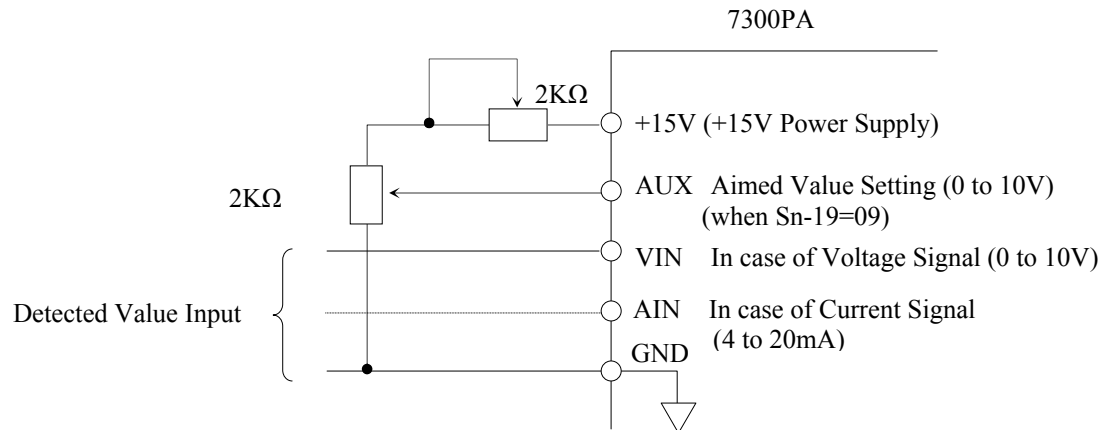 7300PA
2KΩ
+15V (+15V Power Supply)
2KΩ
AUX Aimed Value Setting (0 to 10V)
(when Sn-19=09)
VIN In case of Voltage Signal (0 to 10V)
Detected Value Input
AIN In case of Current Signal
(4 to 20mA)
GND